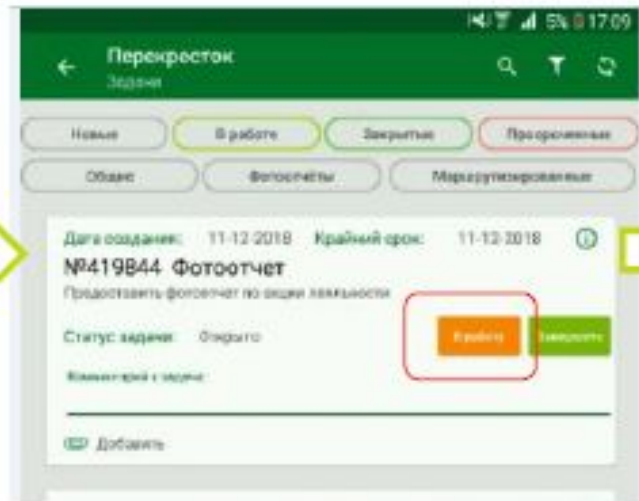 5% 17:09
Перекресток
Задачи
Новые В работе Закрытые Просроченные
Общие Фотоотчёты Маршрутизированные
Дата создания: 11-12-2018 Крайний срок: 11-12-2018
№419844 Фотоотчет
Предоставить фотоотчет по акции лояльности
Статус задачи: Открыто В работу Завершить
Комментарий к задаче
Добавить